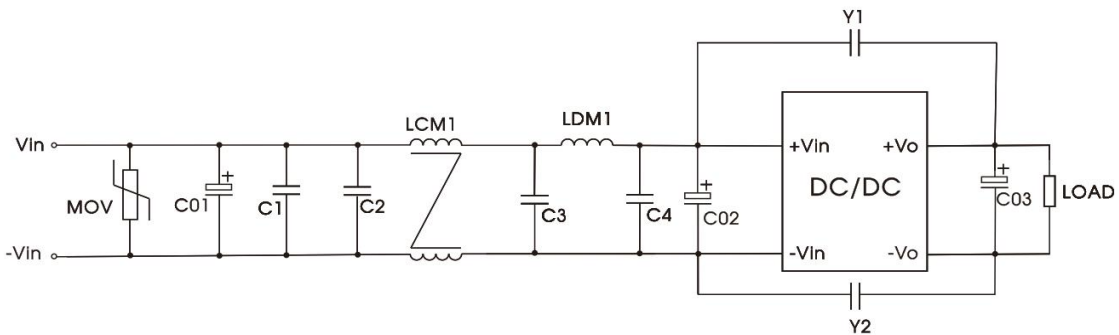 Y1
LCM1
LDM1
Vin
+Vin
+Vo
MOV
+
C01
C1
C2
C3
C4
+
C02
DC/DC
+
C03
LOAD
-Vin
-Vin
-Vo
Y2